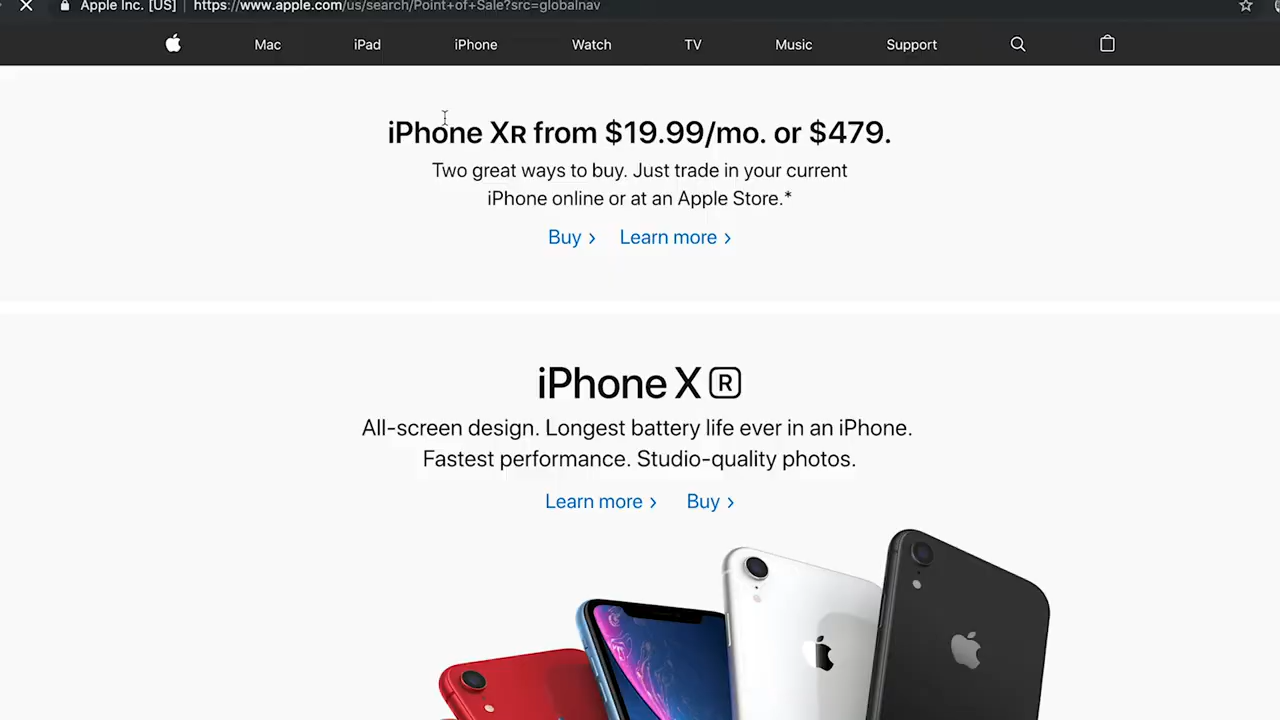 Apple Inc. [US] | https://www.apple.com/us/search/Point+of+Sale?src=globalnav
Mac iPad iPhone Watch TV Music Support
iPhone XR from $19.99/mo. or $479.
Two great ways to buy. Just trade in your current
iPhone online or at an Apple Store.*
Buy > Learn more >
iPhone XR
All-screen design. Longest battery life ever in an iPhone.
Fastest performance. Studio-quality photos.
Learn more > Buy >